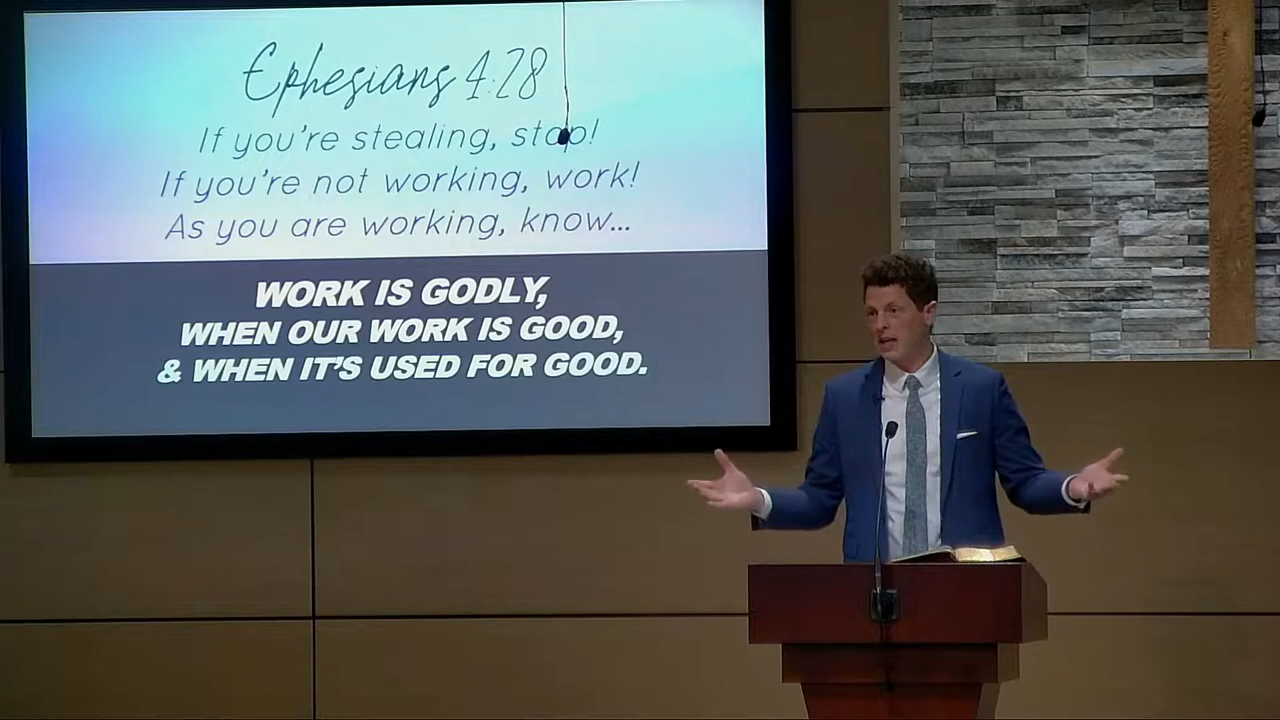 Ephesians 4:28
If you're stealing, stop!
If you're not working, work!
As you are working, know...
WORK IS GODLY,
WHEN OUR WORK IS GOOD,
& WHEN IT'S USED FOR GOOD.